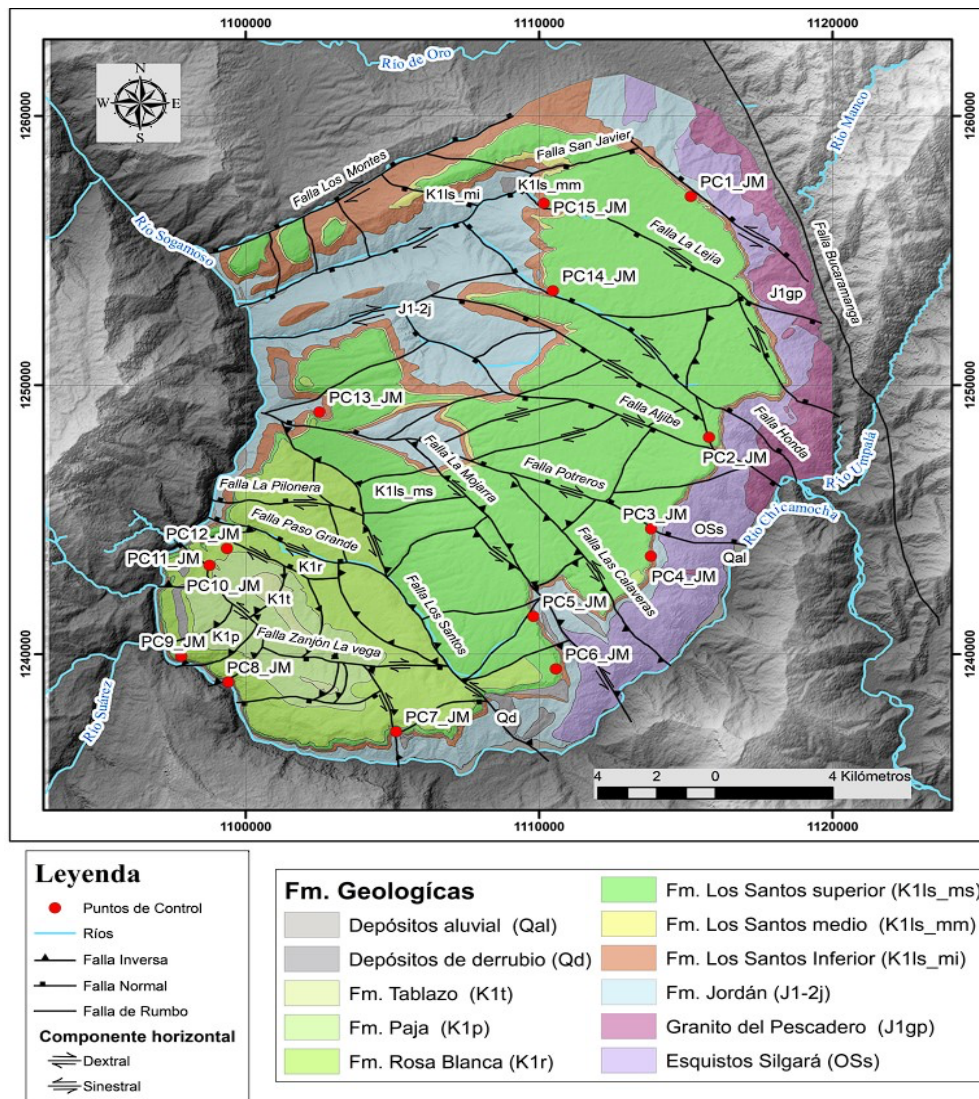 1100000
1110000
1120000
Río de Oro
N
W
E
S
1260000
1260000
Río Manco
Falla San Javier
Falla Los Montes
K1ls_mm
K1ls_mi
PC1_JM
PC15_JM
Río Sogamoso
Falla La Lejía
Falla Bucaramanga
PC14_JM
J1gp
J1-2j
1250000
1250000
PC13_JM
Falla Aljibe
Falla Honda
PC2_JM
Falla La Mojarra
Falla La Pilonera
K1ls_ms
Falla Potreros
Río Umpalá
Río Chicamocha
Falla Paso Grande
PC3_JM
OSs
PC12_JM
Qal
PC11_JM
K1r
PC4_JM
PC10_JM
Falla Las Calaveras
K1t
Falla Los Santos
PC5_JM
K1p
1240000
1240000
PC9_JM
Falla Zanjón La vega
PC6_JM
PC8_JM
Río Suárez
PC7_JM
Qd
4 2 0 4 Kilómetros
1100000
1110000
1120000
Leyenda
Puntos de Control
Ríos
Falla Inversa
Falla Normal
Falla de Rumbo
Componente horizontal
Dextral
Sinestral
Fm. Geologícas
Depósitos aluvial (Qal)
Depósitos de derrubio (Qd)
Fm. Tablazo (K1t)
Fm. Paja (K1p)
Fm. Rosa Blanca (K1r)
Fm. Los Santos superior (K1ls_ms)
Fm. Los Santos medio (K1ls_mm)
Fm. Los Santos Inferior (K1ls_mi)
Fm. Jordán (J1-2j)
Granito del Pescadero (J1gp)
Esquistos Silgará (OSs)